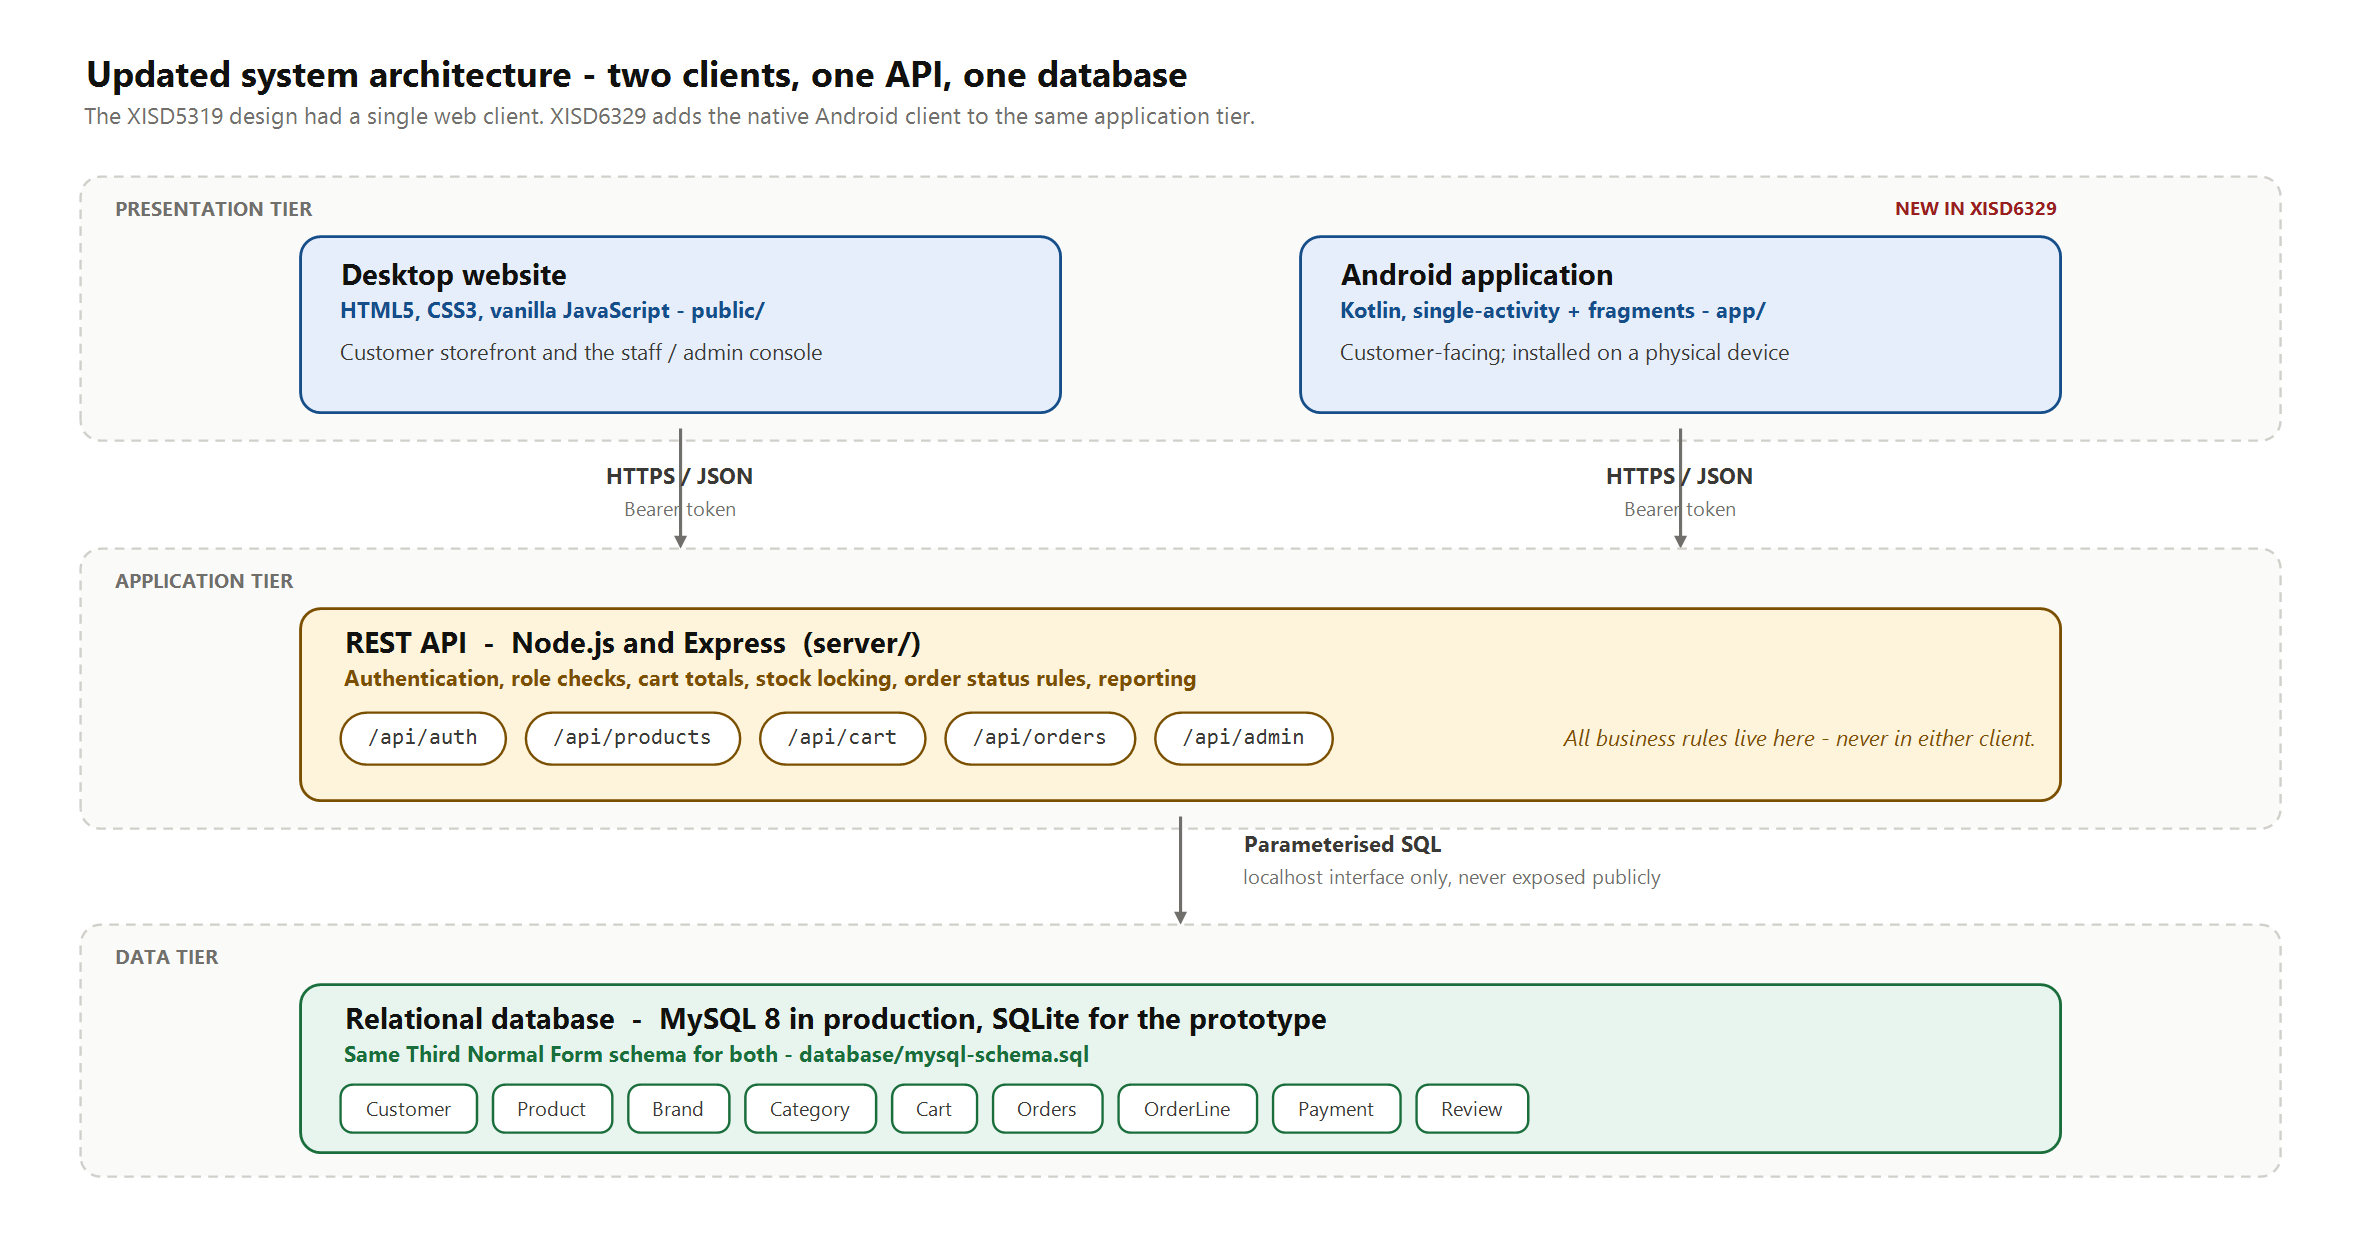 Updated system architecture - two clients, one API, one database
The XISD5319 design had a single web client. XISD6329 adds the native Android client to the same application tier.
PRESENTATION TIER
NEW IN XISD6329
Desktop website
HTML5, CSS3, vanilla JavaScript - public/
Customer storefront and the staff / admin console
Android application
Kotlin, single-activity + fragments - app/
Customer-facing; installed on a physical device
HTTPS / JSON
Bearer token
HTTPS / JSON
Bearer token
APPLICATION TIER
REST API - Node.js and Express (server/)
Authentication, role checks, cart totals, stock locking, order status rules, reporting
/api/auth
/api/products
/api/cart
/api/orders
/api/admin
All business rules live here - never in either client.
Parameterised SQL
localhost interface only, never exposed publicly
DATA TIER
Relational database - MySQL 8 in production, SQLite for the prototype
Same Third Normal Form schema for both - database/mysql-schema.sql
Customer
Product
Brand
Category
Cart
Orders
OrderLine
Payment
Review